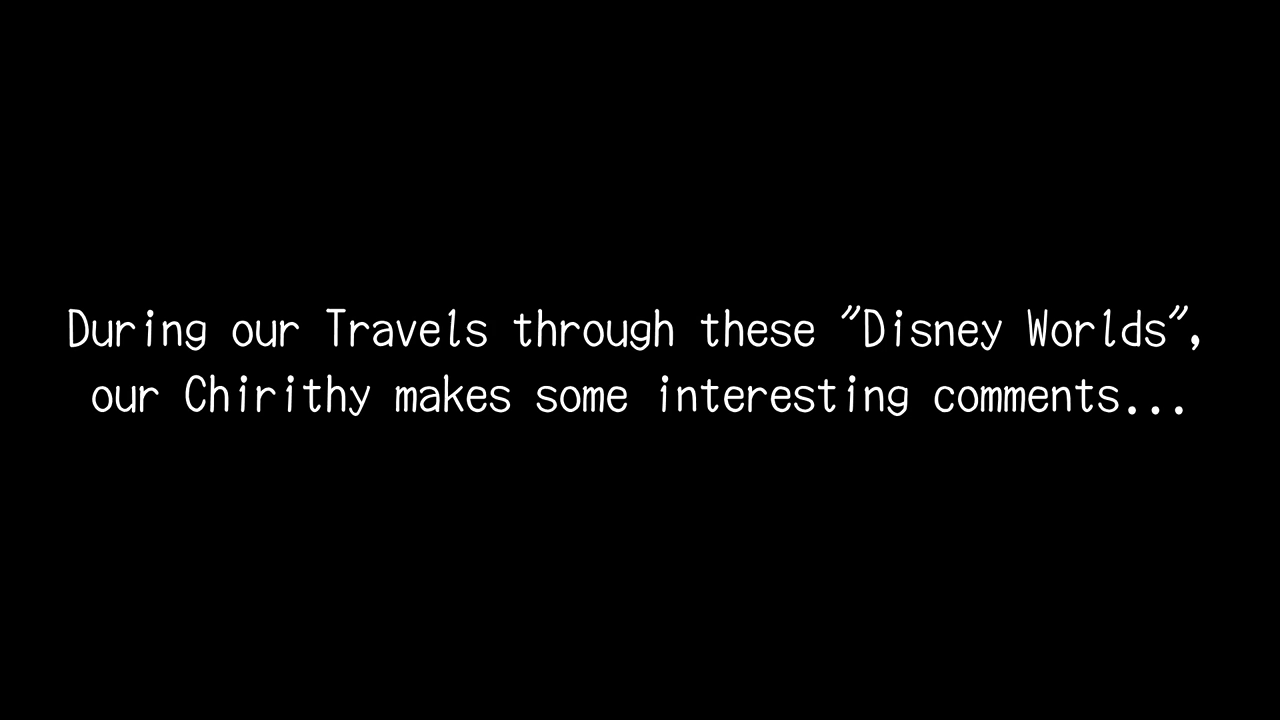 During our Travels through these "Disney Worlds",
our Chirithy makes some interesting comments...